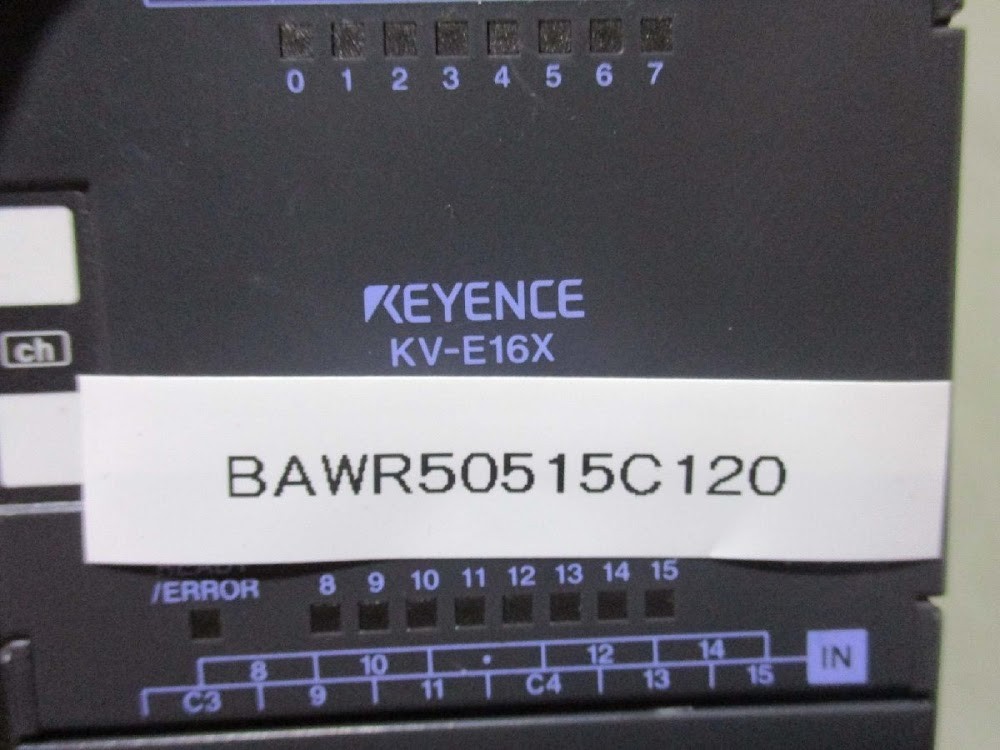 0 1 2 3 4 5 6 7
KEYENCE
KV-E16X
ch
BAWR50515C120
/ERROR 8 9 10 11 12 13 14 15
8 10 • 12 14 IN
C3 9 11 C4 13 15